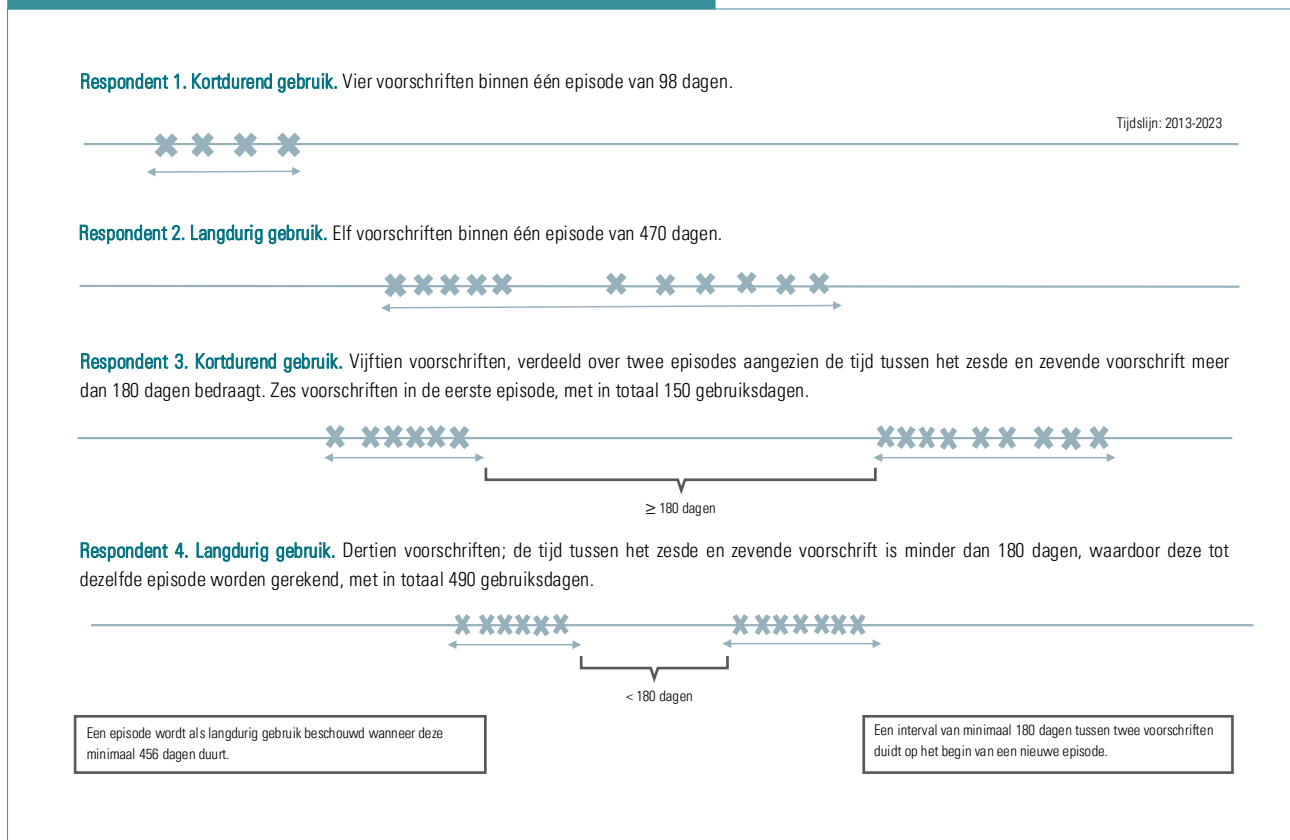 Respondent 1. Kortdurend gebruik. Vier voorschriften binnen één episode van 98 dagen.
Tijdslijn: 2013-2023
Respondent 2. Langdurig gebruik. Elf voorschriften binnen één episode van 470 dagen.
Respondent 3. Kortdurend gebruik. Vijftien voorschriften, verdeeld over twee episodes aangezien de tijd tussen het zesde en zevende voorschrift meer
dan 180 dagen bedraagt. Zes voorschriften in de eerste episode, met in totaal 150 gebruiksdagen.
≥ 180 dagen
Respondent 4. Langdurig gebruik. Dertien voorschriften; de tijd tussen het zesde en zevende voorschrift is minder dan 180 dagen, waardoor deze tot
dezelfde episode worden gerekend, met in totaal 490 gebruiksdagen.
< 180 dagen
Een episode wordt als langdurig gebruik beschouwd wanneer deze
minimaal 456 dagen duurt.
Een interval van minimaal 180 dagen tussen twee voorschriften
duidt op het begin van een nieuwe episode.